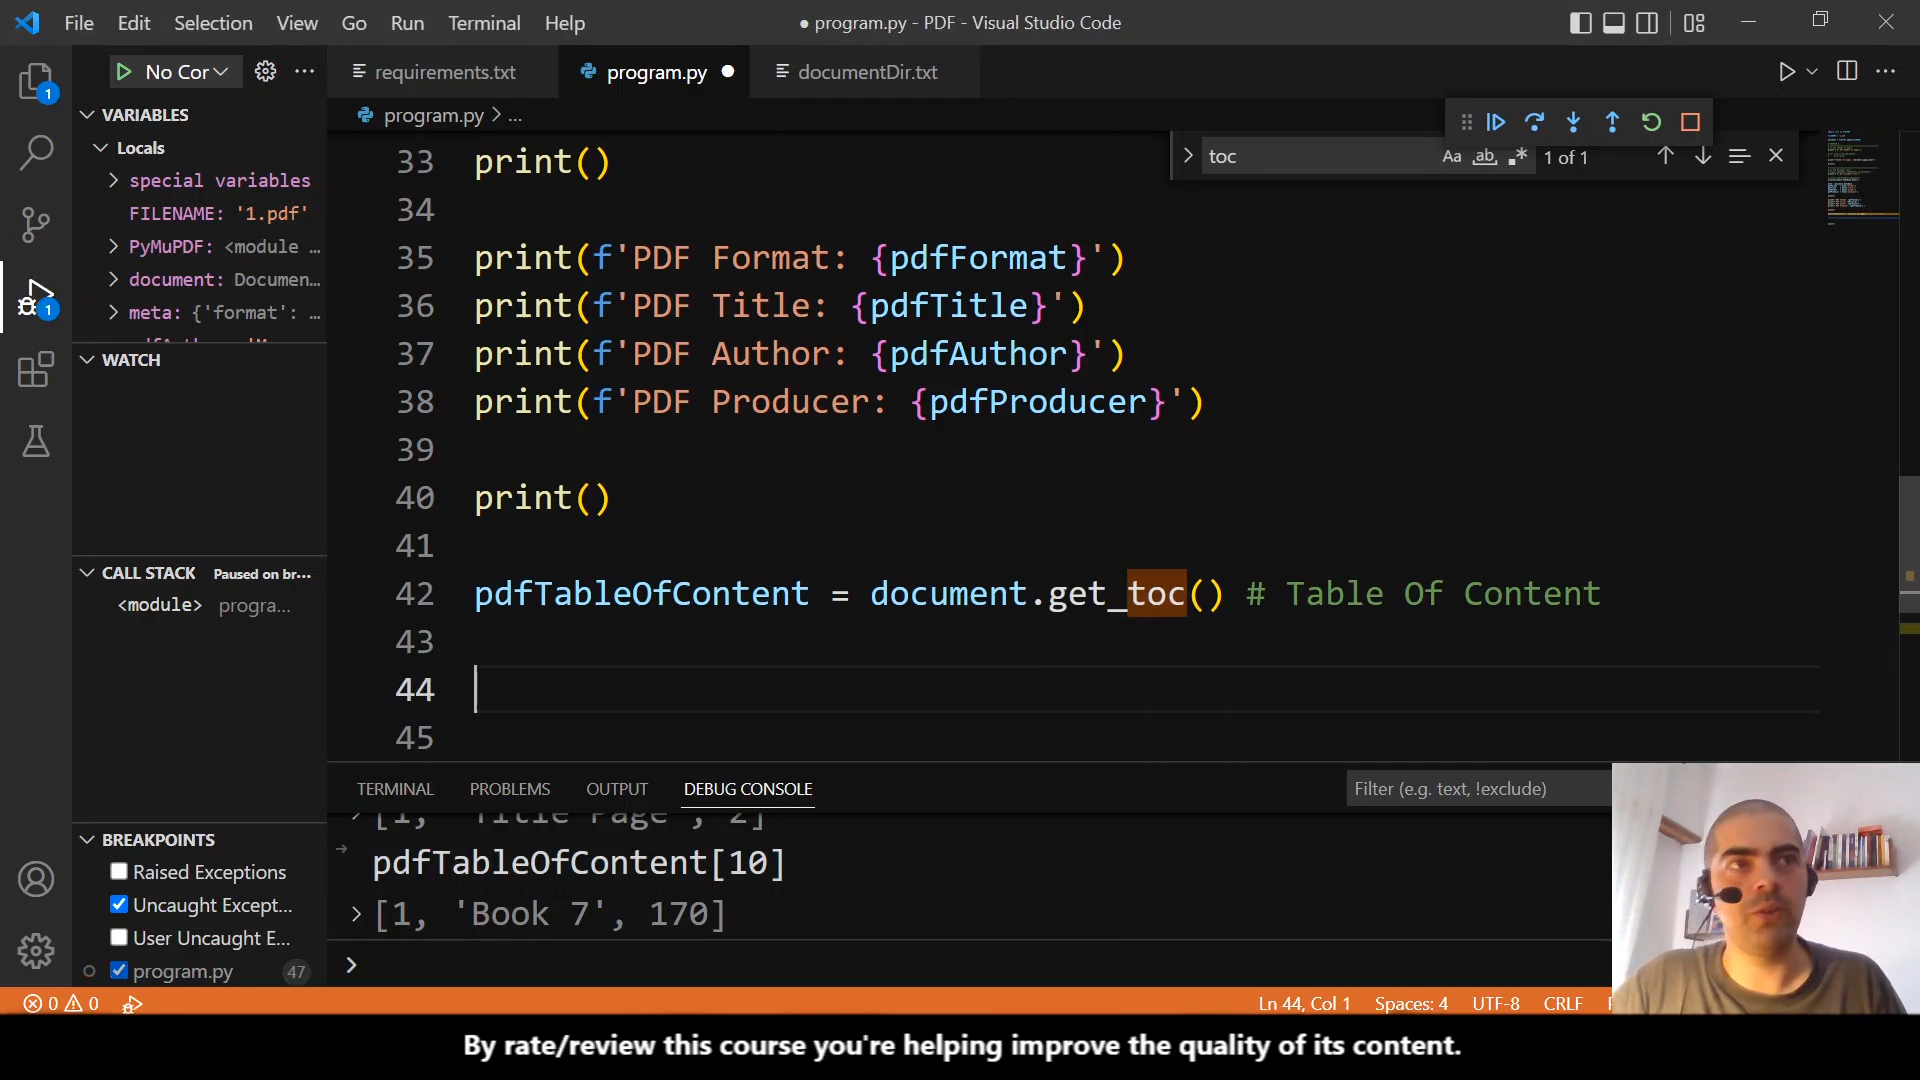 File Edit Selection View Go Run Terminal Help
● program.py - PDF - Visual Studio Code
No Cor
requirements.txt
program.py
documentDir.txt
VARIABLES
Locals
special variables
FILENAME: '1.pdf'
PyMuPDF: <module ...
document: Documen...
meta: {'format': ...
WATCH
CALL STACK Paused on br...
<module> progra...
BREAKPOINTS
Raised Exceptions
Uncaught Except...
User Uncaught E...
program.py 47
1
1
program.py > ...
toc
Aa ab 1 of 1
33 print()
34
35 print(f'PDF Format: {pdfFormat}')
36 print(f'PDF Title: {pdfTitle}')
37 print(f'PDF Author: {pdfAuthor}')
38 print(f'PDF Producer: {pdfProducer}')
39
40 print()
41
42 pdfTableOfContent = document.get_toc() # Table Of Content
43
44
45
TERMINAL PROBLEMS OUTPUT DEBUG CONSOLE
Filter (e.g. text, !exclude)
[1, 'Title Page', 2]
pdfTableOfContent[10]
[1, 'Book 7', 170]
0 0
Ln 44, Col 1 Spaces: 4 UTF-8 CRLF
By rate/review this course you're helping improve the quality of its content.